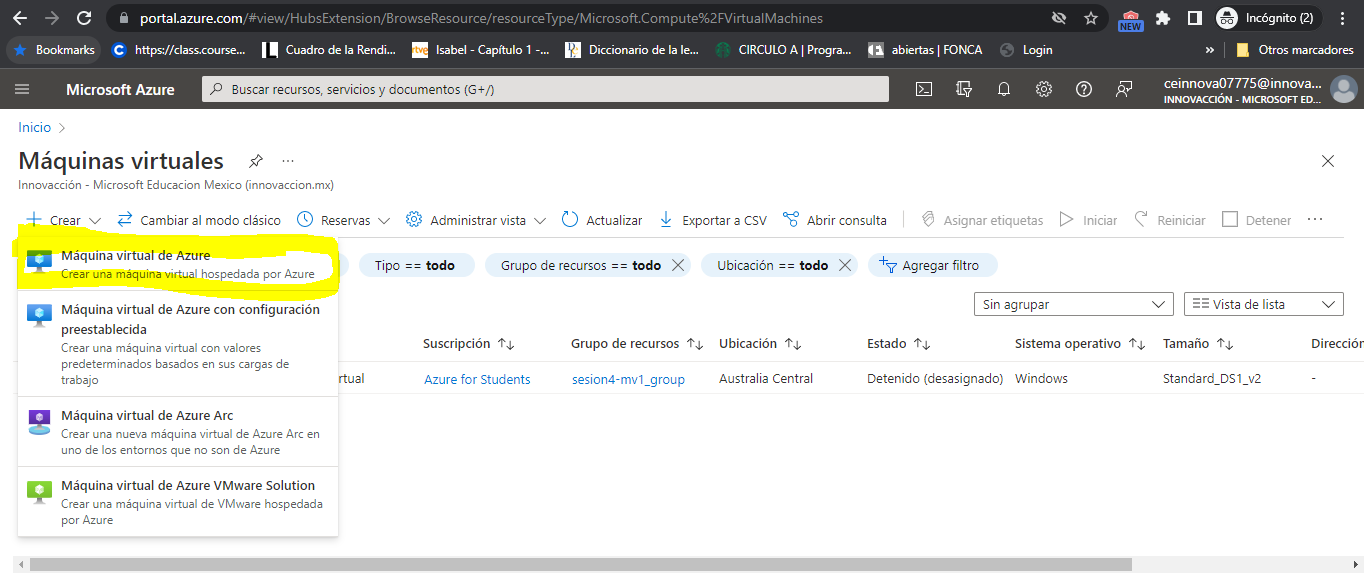 portal.azure.com/#view/HubsExtension/BrowseResource/resourceType/Microsoft.Compute%2FVirtualMachines
NEW
Incógnito (2)
Bookmarks
https://class.course...
Cuadro de la Rendi...
rtve
Isabel - Capítulo 1 -...
Diccionario de la le...
CIRCULO A | Progra...
abiertas | FONCA
Login
»
Otros marcadores
Microsoft Azure
Buscar recursos, servicios y documentos (G+/)
ceinnova07775@innova...
INNOVACCIÓN - MICROSOFT ED...
Inicio >
Máquinas virtuales
...
Innovacción - Microsoft Educacion Mexico (innovaccion.mx)
Crear
Cambiar al modo clásico
Reservas
Administrar vista
Actualizar
Exportar a CSV
Abrir consulta
Asignar etiquetas
Iniciar
Reiniciar
Detener
...
Máquina virtual de Azure
Crear una máquina virtual hospedada por Azure
Máquina virtual de Azure con configuración
preestablecida
Crear una máquina virtual con valores
predeterminados basados en sus cargas de
trabajo
Máquina virtual de Azure Arc
Crear una nueva máquina virtual de Azure Arc en
uno de los entornos que no son de Azure
Máquina virtual de Azure VMware Solution
Crear una máquina virtual de VMware hospedada
por Azure
Tipo == todo
Grupo de recursos == todo
Ubicación == todo
Agregar filtro
Sin agrupar
Vista de lista
Suscripción
Grupo de recursos
Ubicación
Estado
Sistema operativo
Tamaño
Dirección
rtual
Azure for Students
sesion4-mv1_group
Australia Central
Detenido (desasignado)
Windows
Standard_DS1_v2
-